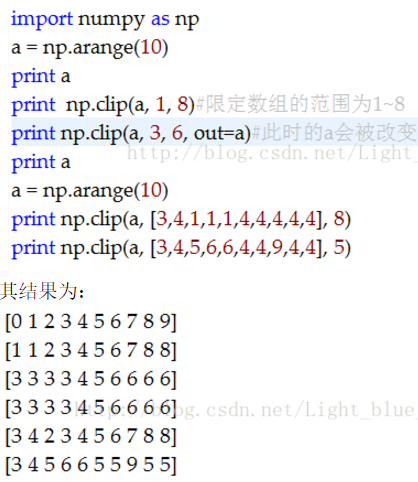 import numpy as np
a = np.arange(10)
print a
print  np.clip(a, 1, 8)#限定数组的范围为1~8
print np.clip(a, 3, 6, out=a)#此时的a会被改变
http://blog.csdn.net/Light_
print a
a = np.arange(10)
print np.clip(a, [3,4,1,1,1,4,4,4,4,4], 8)
print np.clip(a, [3,4,5,6,6,4,4,9,4,4], 5)
其结果为：
[0 1 2 3 4 5 6 7 8 9]
[1 1 2 3 4 5 6 7 8 8]
[3 3 3 3 4 5 6 6 6 6]
[3 3 3 3 4 5 6 6 6 6]
http://blog.csdn.net/Light_blue_
[3 4 2 3 4 5 6 7 8 8]
[3 4 5 6 6 5 5 9 5 5]